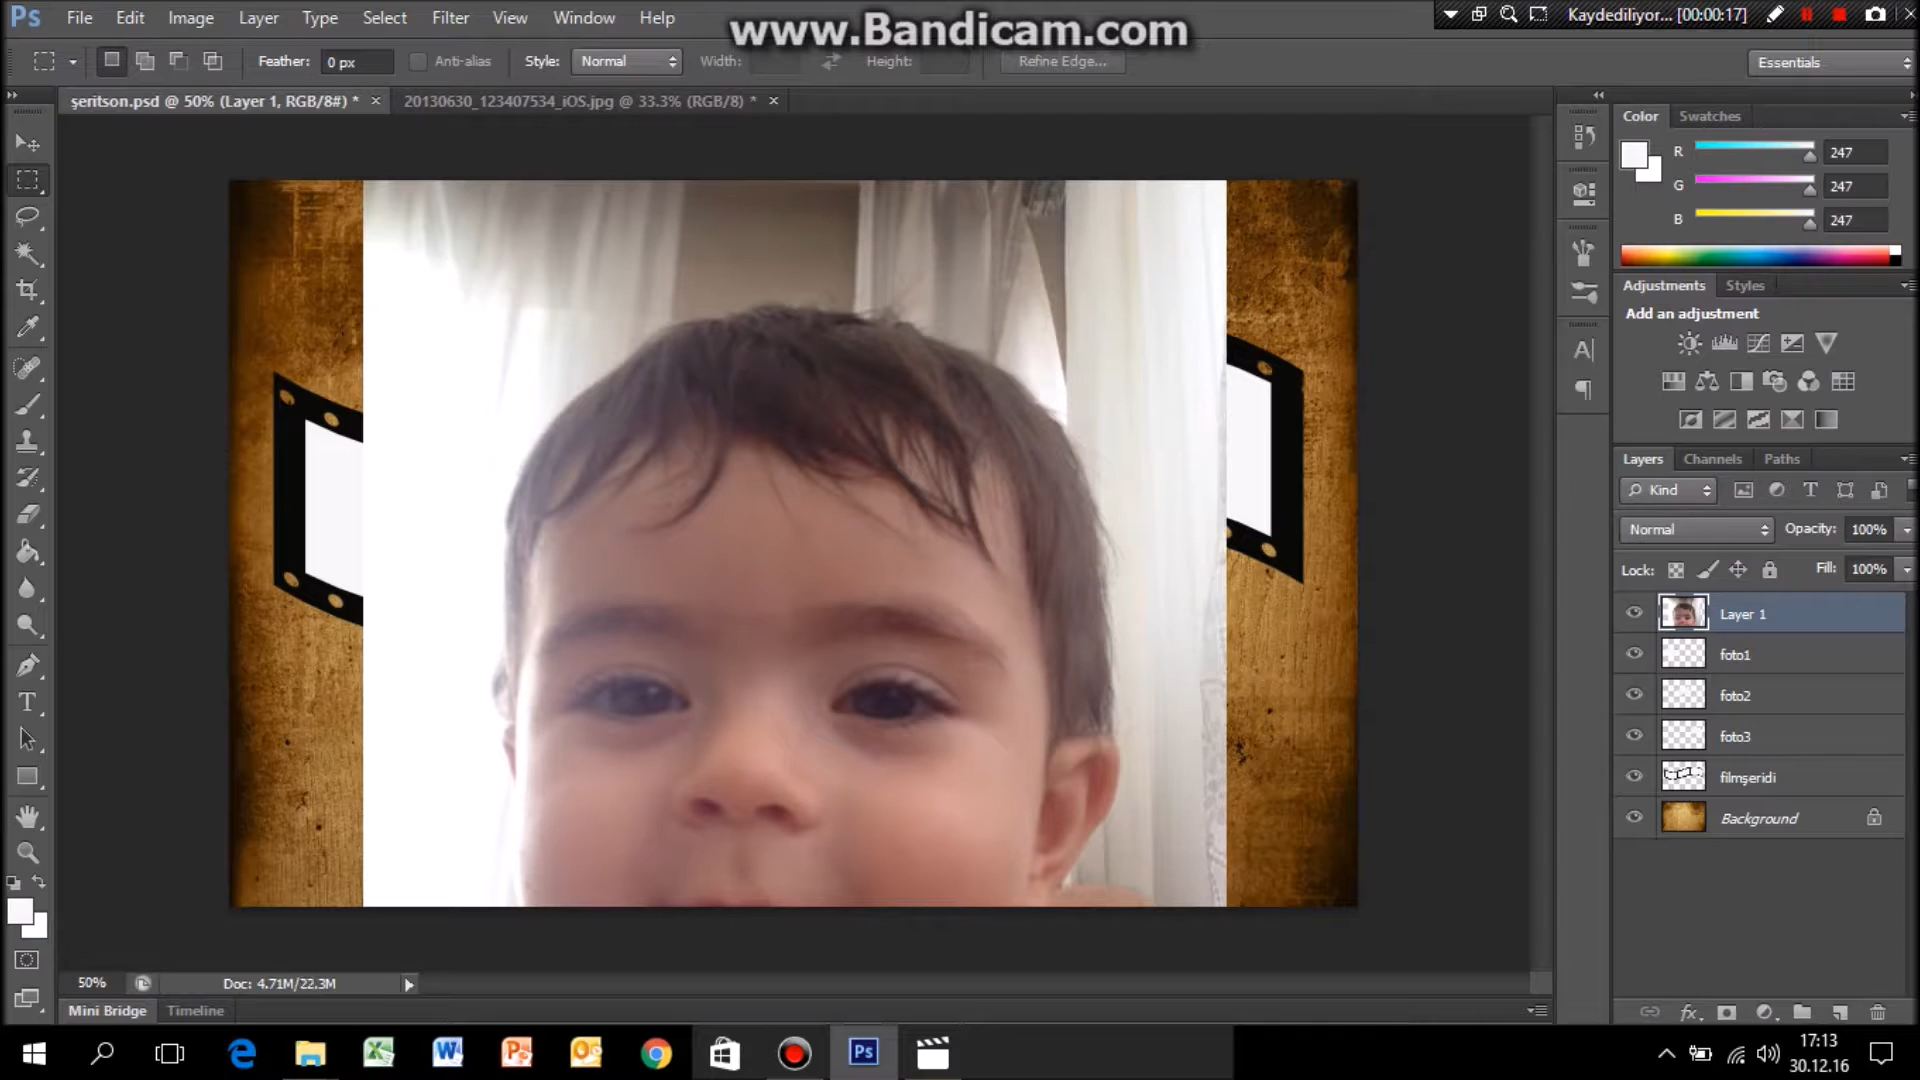 Ps File Edit Image Layer Type Select Filter View Window Help
www.Bandicam.com
Kaydediliyor... [00:00:17]
Feather: 0 px Anti-alias Style: Normal Width: Height: Refine Edge... Essentials
şeritson.psd @ 50% (Layer 1, RGB/8#) * × 20130630_123407534_iOS.jpg @ 33.3% (RGB/8) * ×
Color Swatches
R 247
G 247
B 247
Adjustments Styles
Add an adjustment
Layers Channels Paths
Kind
Normal Opacity: 100%
Lock: Fill: 100%
Layer 1
foto1
foto2
foto3
filmşeridi
Background
50% Doc: 4.71M/22.3M
Mini Bridge Timeline
17:13
30.12.16